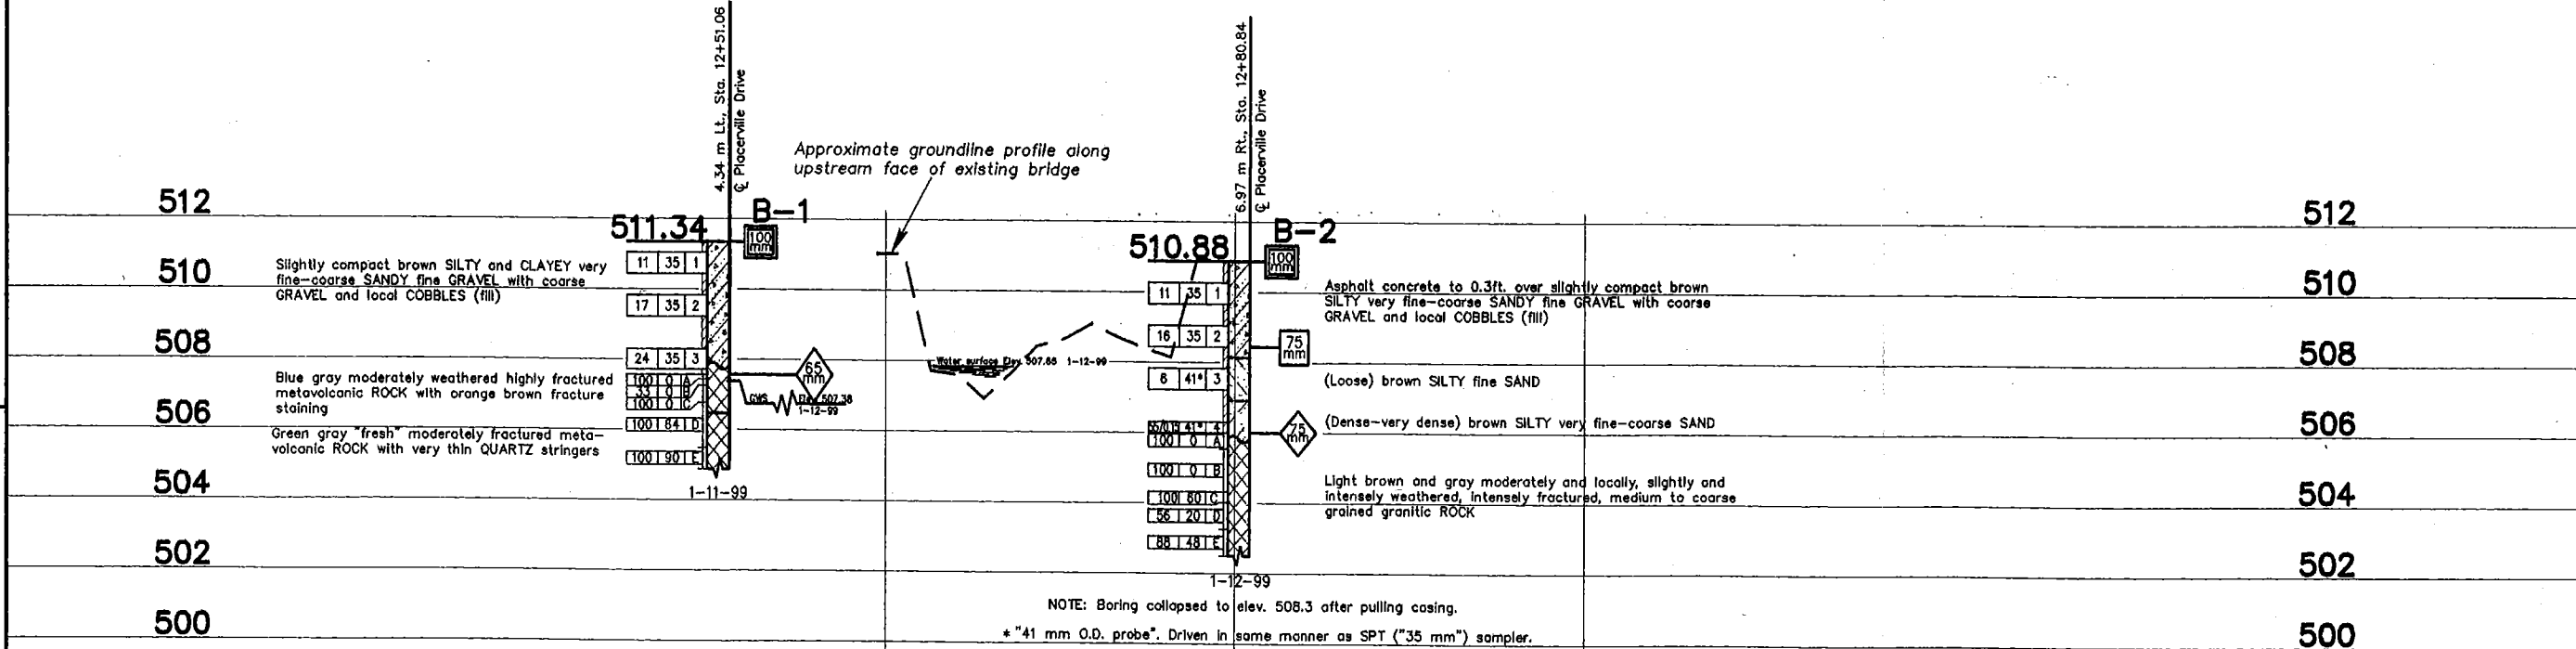 4.34 m Lt., Sta. 12+51.06
℄ Placerville Drive
6.97 m Rt., Sta. 12+80.84
℄ Placerville Drive
Approximate groundline profile along
upstream face of existing bridge
512
512
B-1
511.34
100
mm
B-2
510.88
100
mm
510
510
Slightly compact brown SILTY and CLAYEY very
fine-coarse SANDY fine GRAVEL with coarse
GRAVEL and local COBBLES (fill)
11 35 1
17 35 2
24 35 3
100 0 A
33 0 B
100 0 C
100 64 D
100 90 E
Blue gray moderately weathered highly fractured
metavolcanic ROCK with orange brown fracture
staining
Green gray "fresh" moderately fractured meta-
volcanic ROCK with very thin QUARTZ stringers
65
mm
GWS Elev. 507.38
1-12-99
1-11-99
Water surface Elev. 507.65 1-12-99
11 35 1
16 35 2
6 41* 3
41* 4
100 0 A
100 0 B
100 60 C
56 20 D
88 48 E
Asphalt concrete to 0.3ft. over slightly compact brown
SILTY very fine-coarse SANDY fine GRAVEL with coarse
GRAVEL and local COBBLES (fill)
75
mm
(Loose) brown SILTY fine SAND
75
mm
(Dense-very dense) brown SILTY very fine-coarse SAND
Light brown and gray moderately and locally, slightly and
intensely weathered, intensely fractured, medium to coarse
grained granitic ROCK
1-12-99
508
508
506
506
504
504
502
502
500
500
NOTE: Boring collapsed to elev. 508.3 after pulling casing.
* "41 mm O.D. probe". Driven in same manner as SPT ("35 mm") sampler.